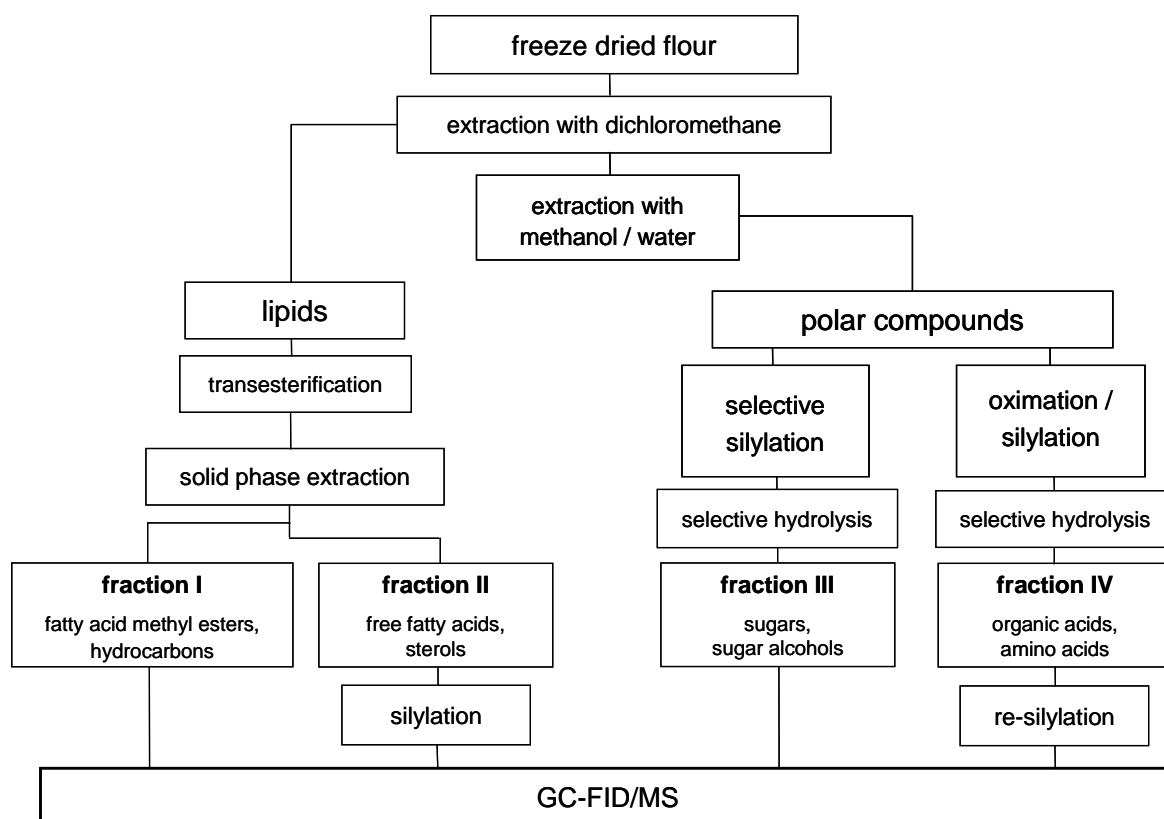 freeze dried flour
extraction with dichloromethane
extraction with
methanol / water
lipids
polar compounds
transesterification
selective
silylation
oximation /
silylation
solid phase extraction
selective hydrolysis
selective hydrolysis
fraction I
fatty acid methyl esters,
hydrocarbons
fraction II
free fatty acids,
sterols
fraction III
sugars,
sugar alcohols
fraction IV
organic acids,
amino acids
silylation
re-silylation
GC-FID/MS